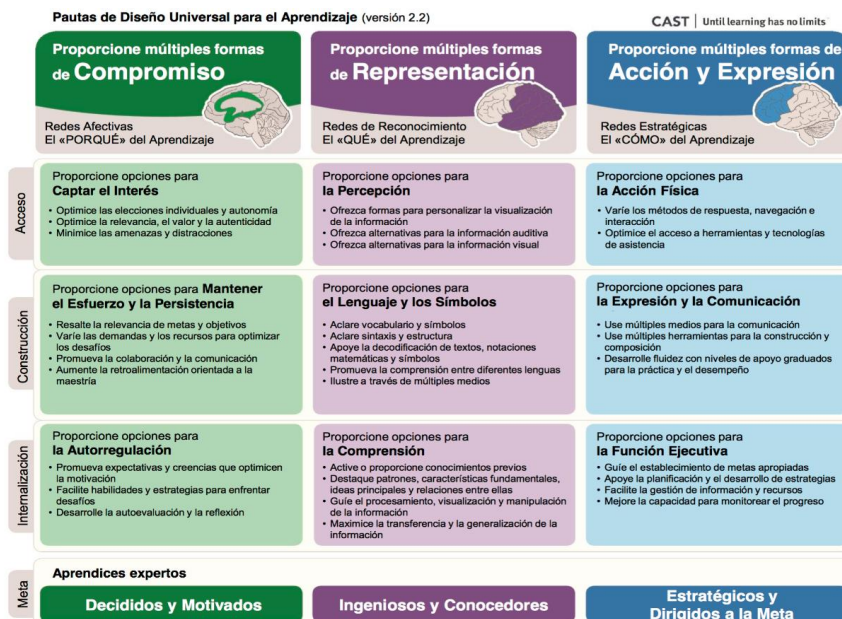 Pautas de Diseño Universal para el Aprendizaje (versión 2.2)
CAST | Until learning has no limits
Proporcione múltiples formas
de Compromiso
Redes Afectivas
El «PORQUÉ» del Aprendizaje
Proporcione múltiples formas
de Representación
Redes de Reconocimiento
El «QUÉ» del Aprendizaje
Proporcione múltiples formas de
Acción y Expresión
Redes Estratégicas
El «CÓMO» del Aprendizaje
Acceso
Proporcione opciones para
Captar el Interés
• Optimice las elecciones individuales y autonomía
• Optimice la relevancia, el valor y la autenticidad
• Minimice las amenazas y distracciones
Proporcione opciones para
la Percepción
• Ofrezca formas para personalizar la visualización
de la información
• Ofrezca alternativas para la información auditiva
• Ofrezca alternativas para la información visual
Proporcione opciones para
la Acción Física
• Varíe los métodos de respuesta, navegación e
interacción
• Optimice el acceso a herramientas y tecnologías
de asistencia
Construcción
Proporcione opciones para Mantener
el Esfuerzo y la Persistencia
• Resalte la relevancia de metas y objetivos
• Varíe las demandas y los recursos para optimizar
los desafíos
• Promueva la colaboración y la comunicación
• Aumente la retroalimentación orientada a la
maestría
Proporcione opciones para
el Lenguaje y los Símbolos
• Aclare vocabulario y símbolos
• Aclare sintaxis y estructura
• Apoye la decodificación de textos, notaciones
matemáticas y símbolos
• Promueva la comprensión entre diferentes lenguas
• Ilustre a través de múltiples medios
Proporcione opciones para
la Expresión y la Comunicación
• Use múltiples medios para la comunicación
• Use múltiples herramientas para la construcción y
composición
• Desarrolle fluidez con niveles de apoyo graduados
para la práctica y el desempeño
Internalización
Proporcione opciones para
la Autorregulación
• Promueva expectativas y creencias que optimicen
la motivación
• Facilite habilidades y estrategias para enfrentar
desafíos
• Desarrolle la autoevaluación y la reflexión
Proporcione opciones para
la Comprensión
• Active o proporcione conocimientos previos
• Destaque patrones, características fundamentales,
ideas principales y relaciones entre ellas
• Guíe el procesamiento, visualización y manipulación
de la información
• Maximice la transferencia y la generalización de la
información
Proporcione opciones para
la Función Ejecutiva
• Guíe el establecimiento de metas apropiadas
• Apoye la planificación y el desarrollo de estrategias
• Facilite la gestión de información y recursos
• Mejore la capacidad para monitorear el progreso
Meta
Aprendices expertos
Decididos y Motivados
Ingeniosos y Conocedores
Estratégicos y
Dirigidos a la Meta